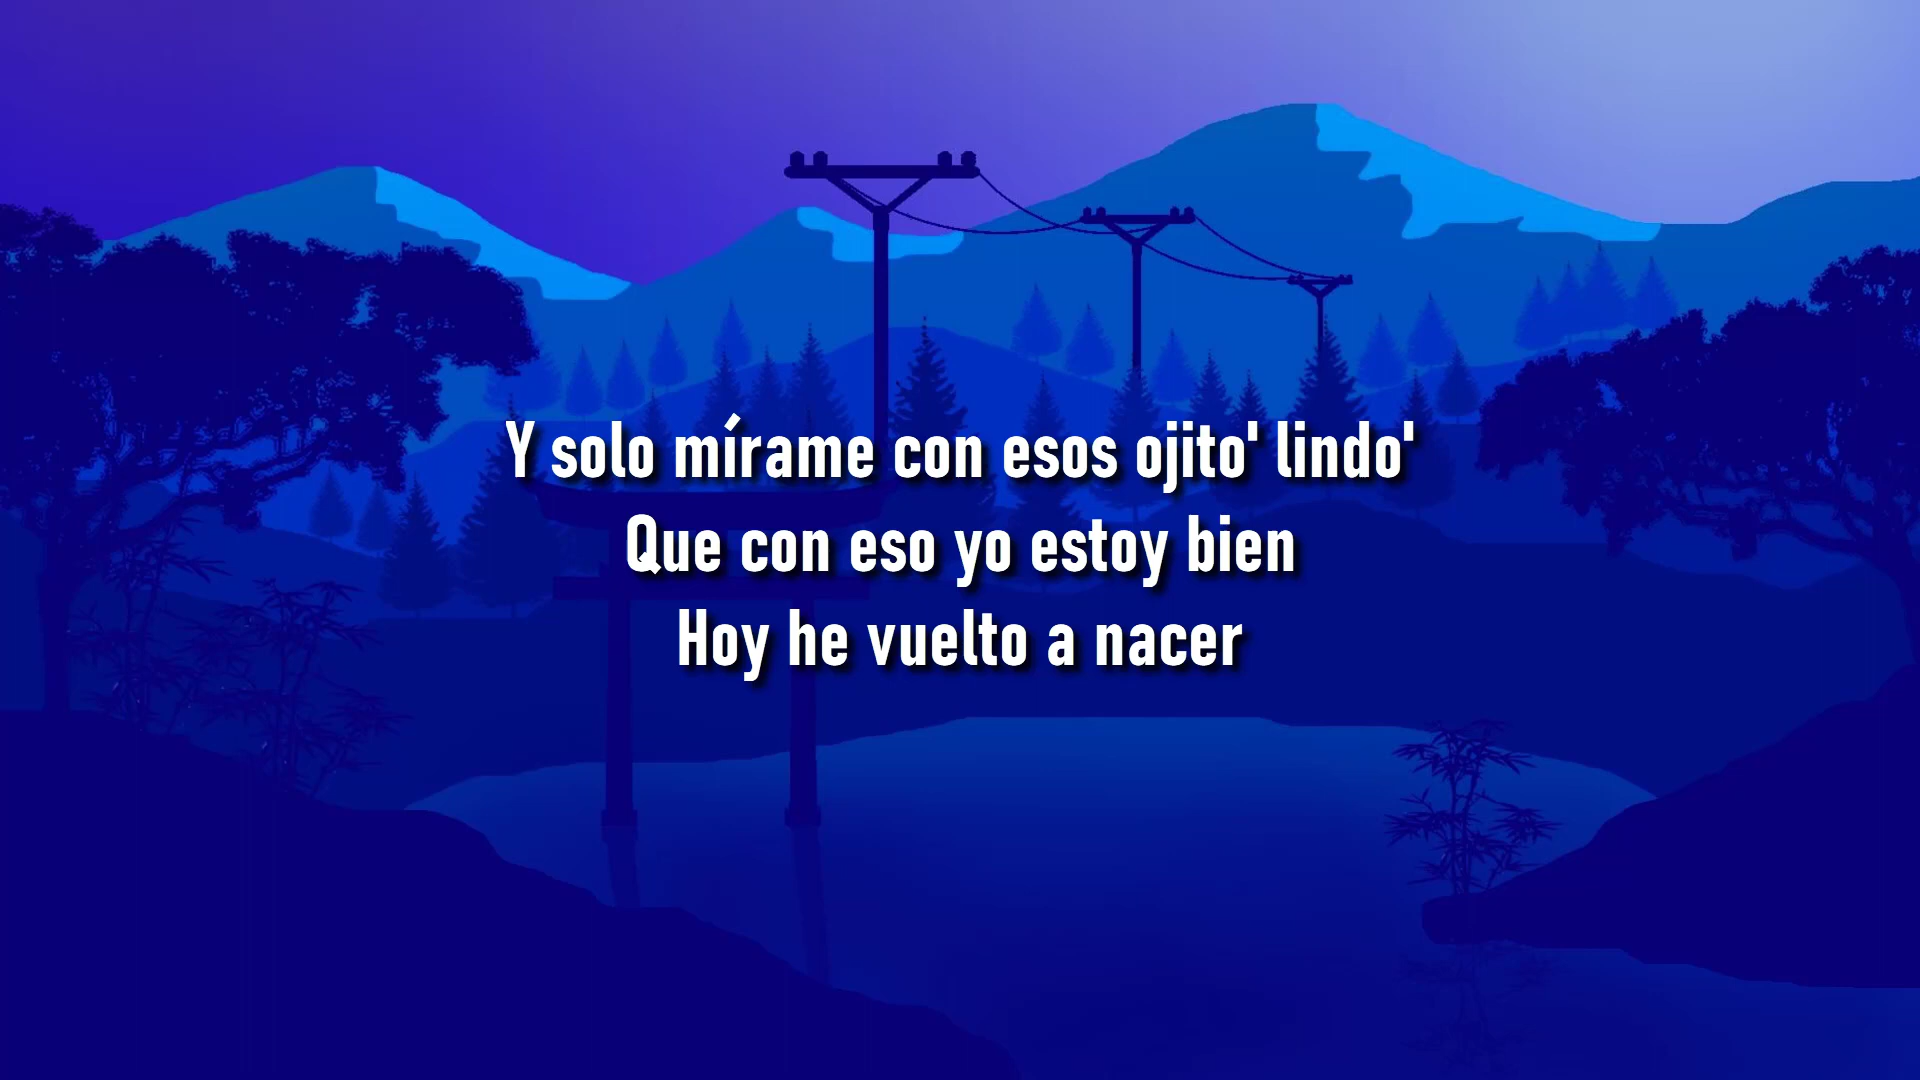 Y solo mírame con esos ojito' lindo'
Que con eso yo estoy bien
Hoy he vuelto a nacer